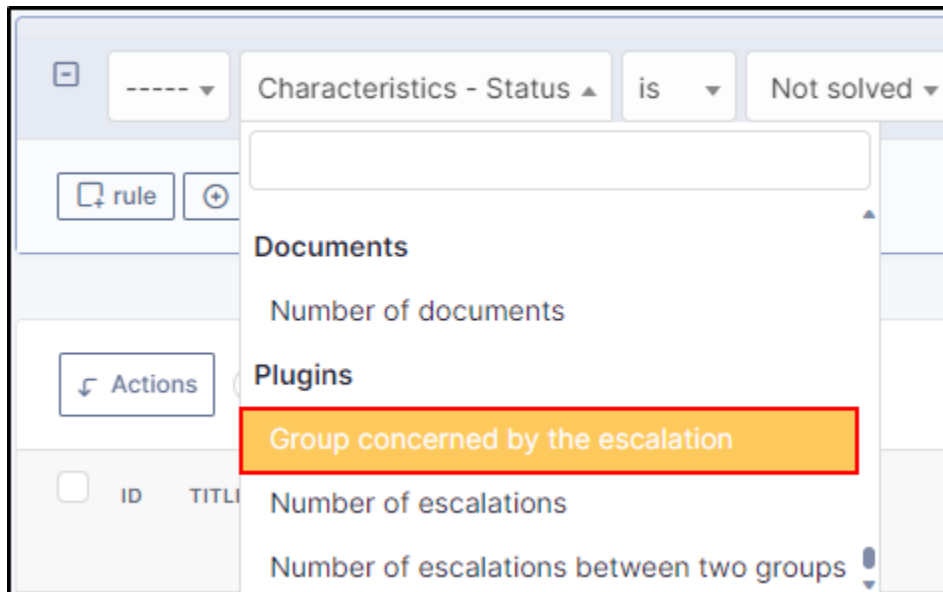 ----- Characteristics - Status is Not solved
rule
Documents
Number of documents
Plugins
Actions
Group concerned by the escalation
ID
Number of escalations
Number of escalations between two groups